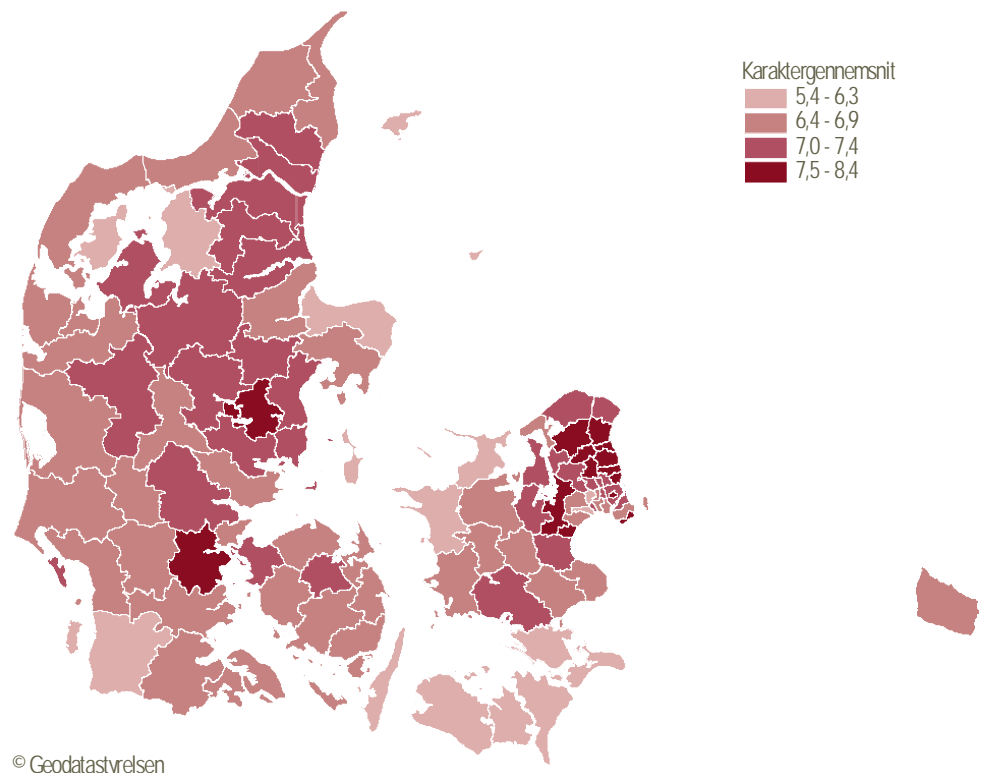 Karaktergennemsnit
5,4 - 6,3
6,4 - 6,9
7,0 - 7,4
7,5 - 8,4
© Geodatastyrelsen